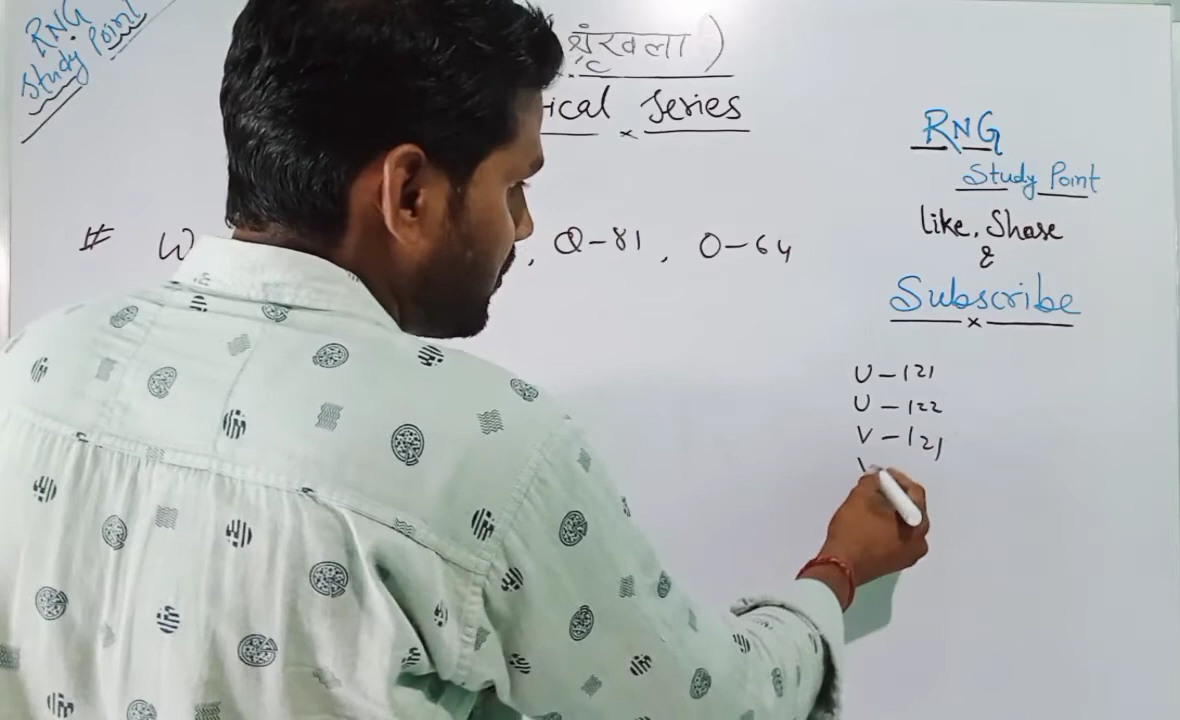 RNG
Study Point
श्रृंखला )
ical Series
# W , Q-81 , O-64
RNG
Study Point
like, Share
&
Subscribe
U-121
U-122
V-121